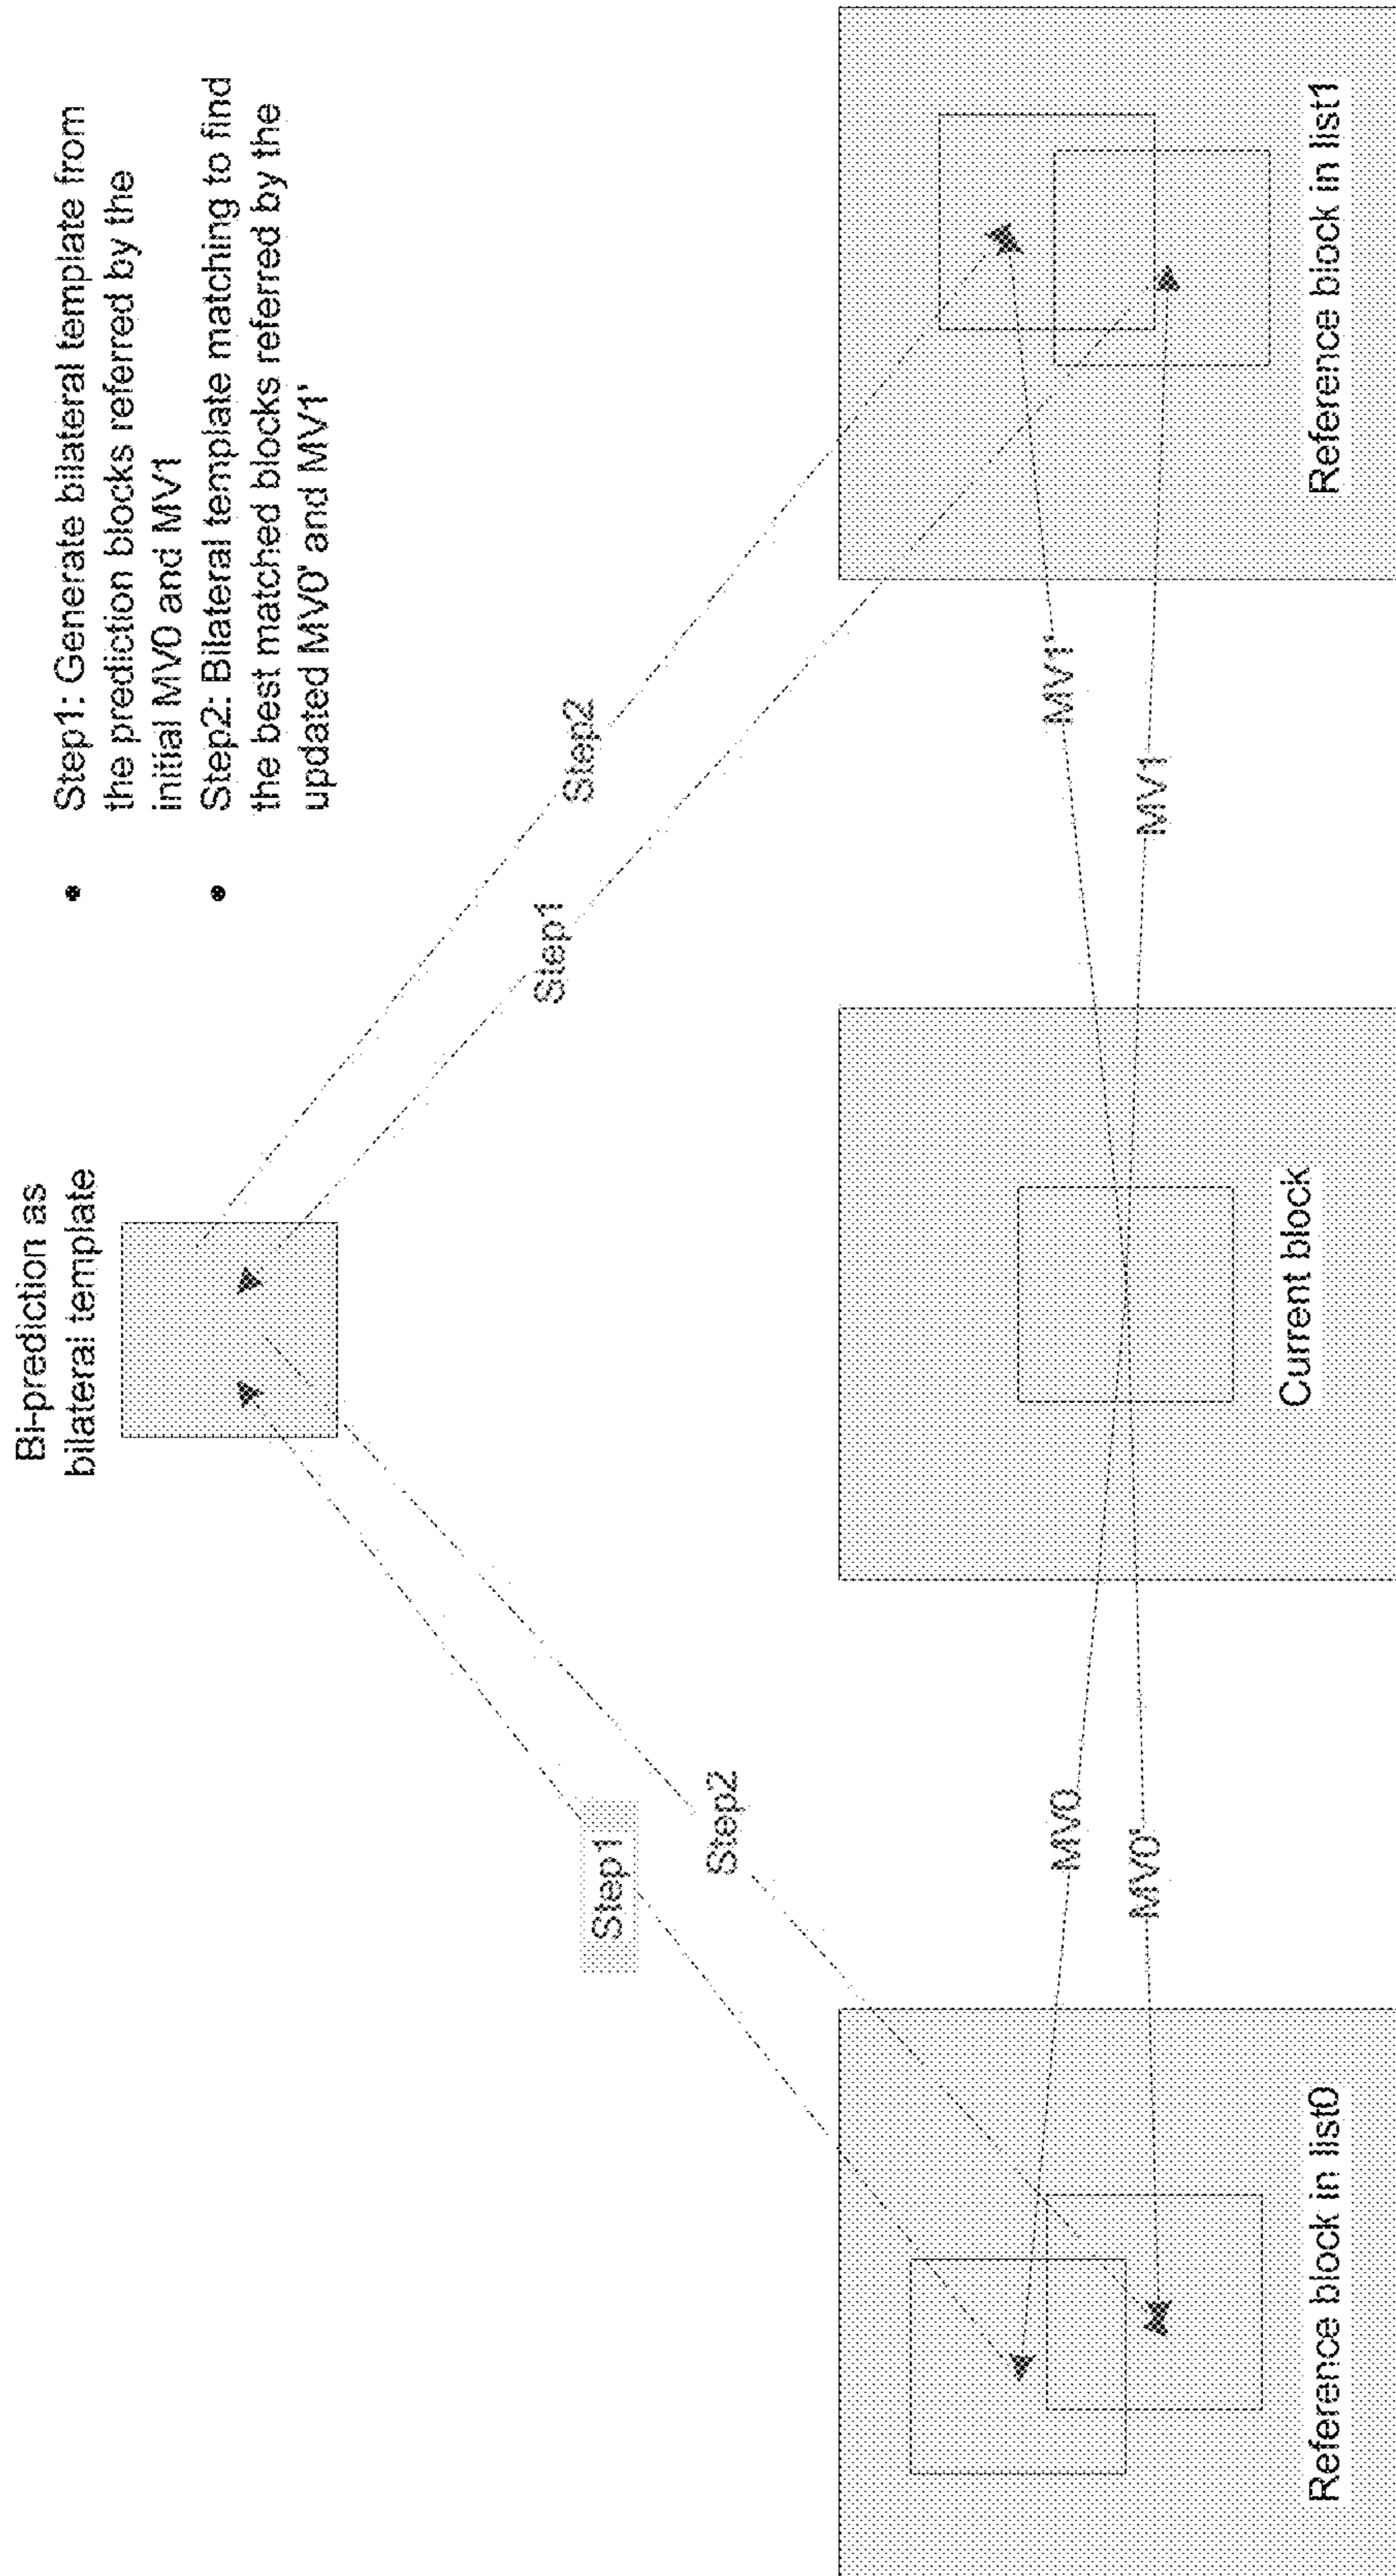 Bi-prediction as
bilateral template
• Step1: Generate bilateral template from
the prediction blocks referred by the
initial MV0 and MV1
• Step2: Bilateral template matching to find
the best matched blocks referred by the
updated MV0' and MV1'
Step1
Step2
Step1
Step2
MV0
MV0'
MV1'
MV1
Reference block in list0
Current block
Reference block in list1